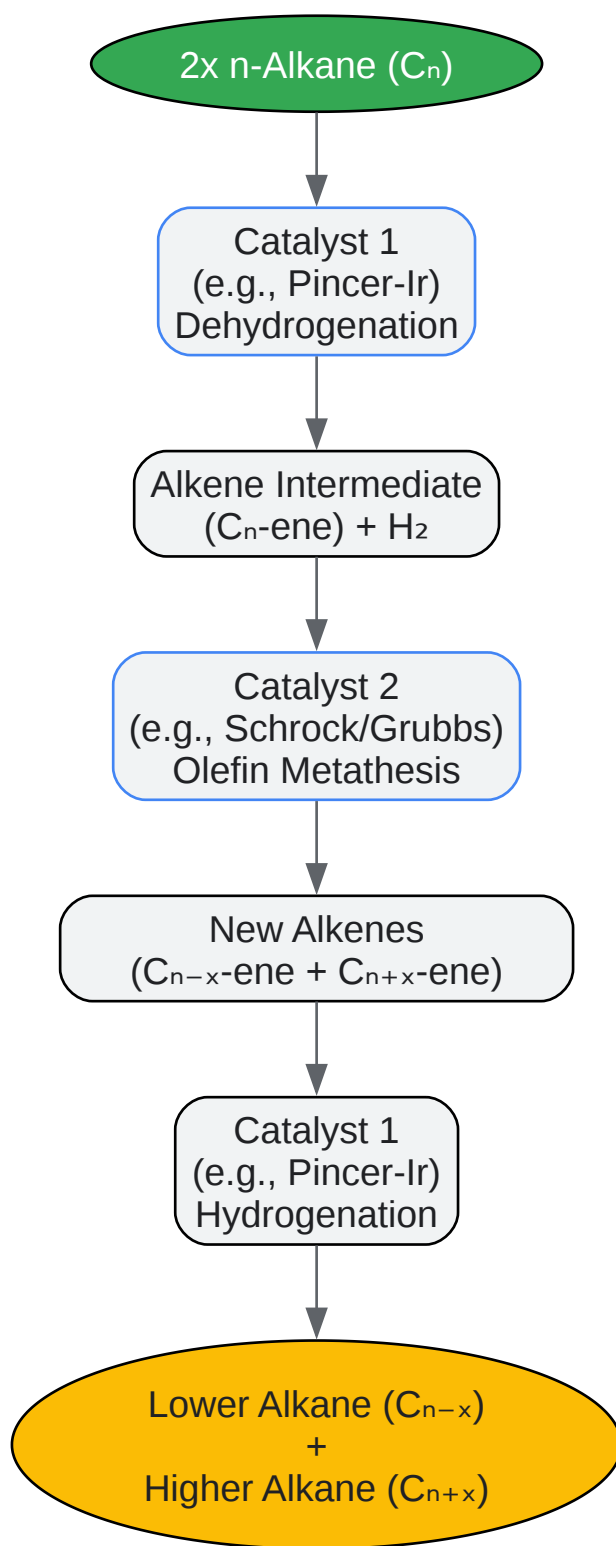 2x n-Alkane (Cₙ)
Catalyst 1
(e.g., Pincer-Ir)
Dehydrogenation
Alkene Intermediate
(Cₙ-ene) + H₂
Catalyst 2
(e.g., Schrock/Grubbs)
Olefin Metathesis
New Alkenes
(Cₙ₋ₓ-ene + Cₙ₊ₓ-ene)
Catalyst 1
(e.g., Pincer-Ir)
Hydrogenation
Lower Alkane (Cₙ₋ₓ)
+
Higher Alkane (Cₙ₊ₓ)